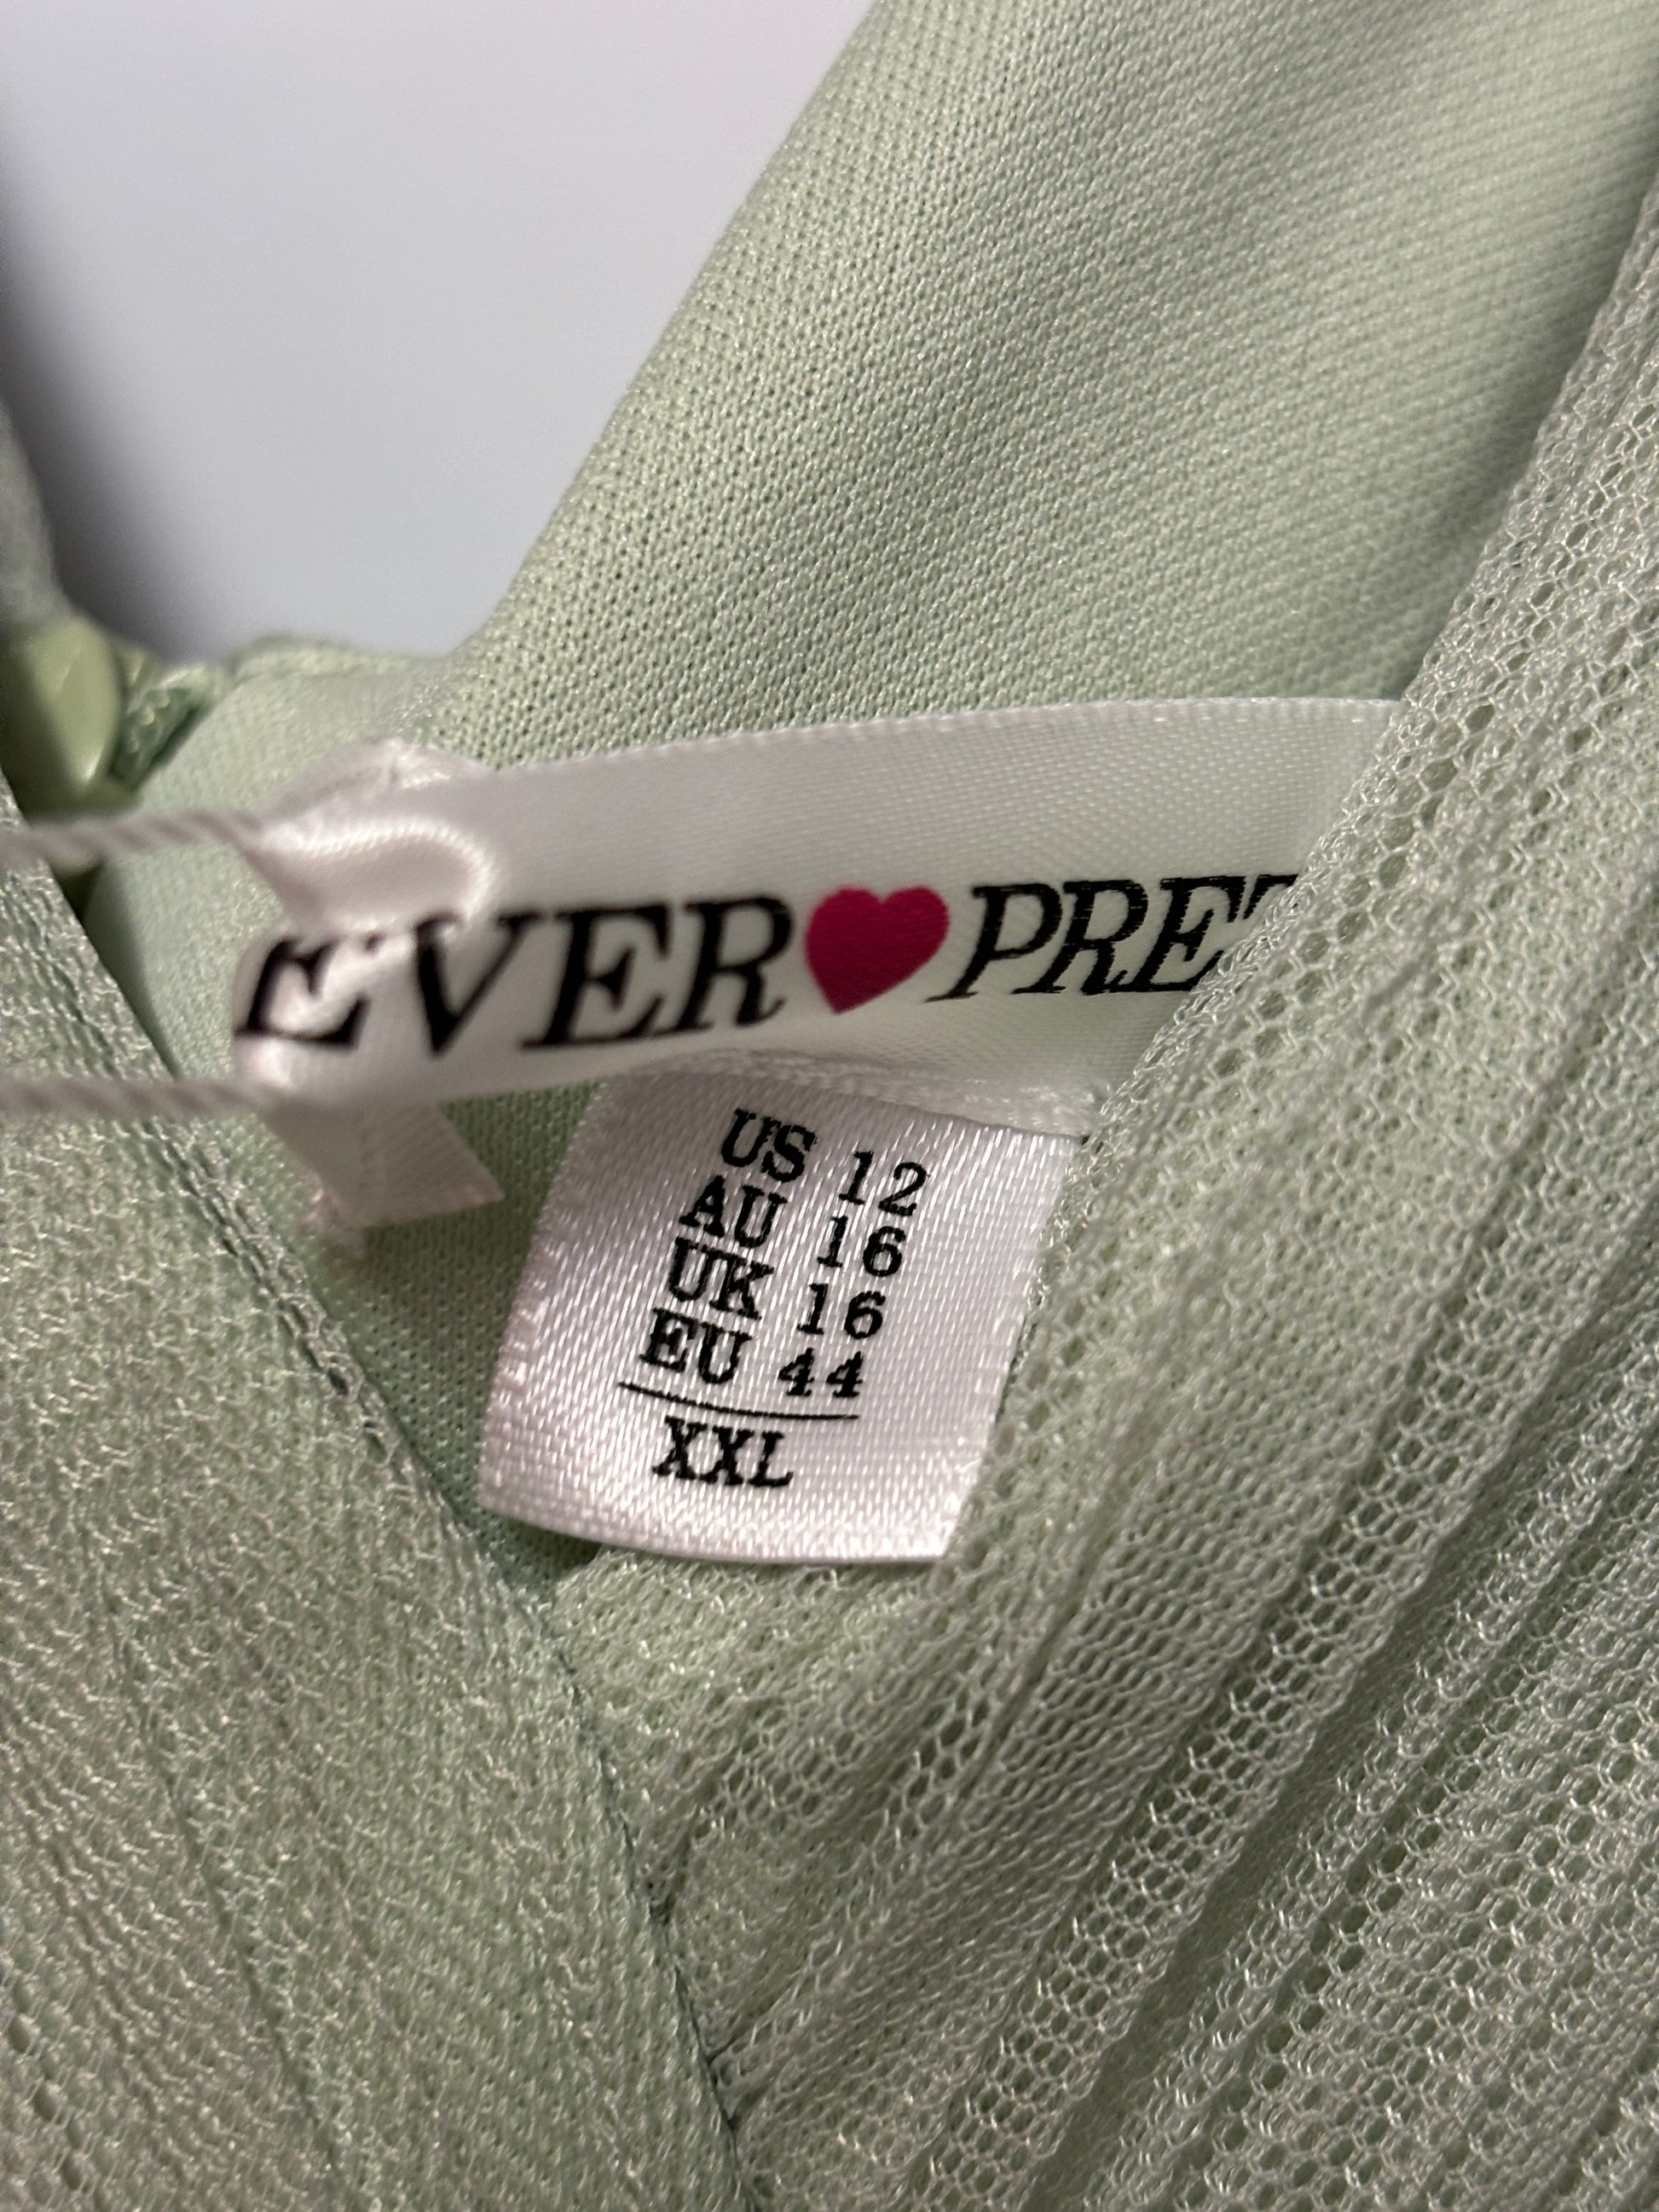 EVER♥PRET
US 12
AU 16
UK 16
EU 44
XXL